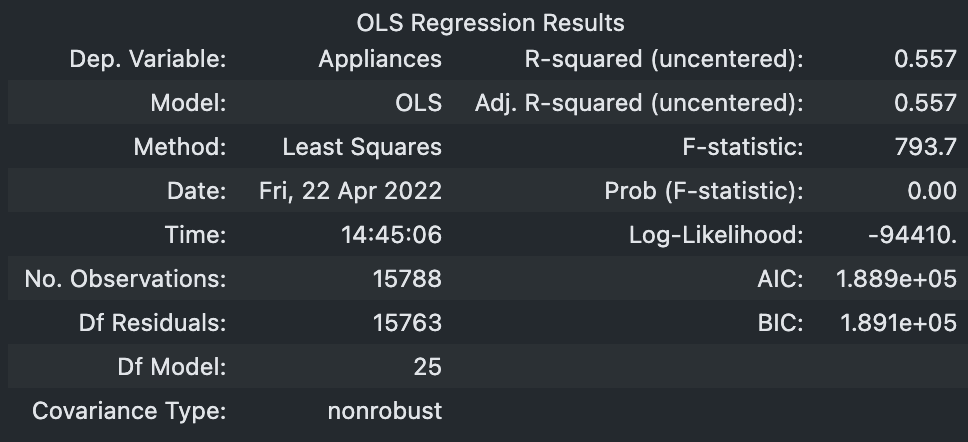 OLS Regression Results
Dep. Variable: Appliances R-squared (uncentered): 0.557
Model: OLS Adj. R-squared (uncentered): 0.557
Method: Least Squares F-statistic: 793.7
Date: Fri, 22 Apr 2022 Prob (F-statistic): 0.00
Time: 14:45:06 Log-Likelihood: -94410.
No. Observations: 15788 AIC: 1.889e+05
Df Residuals: 15763 BIC: 1.891e+05
Df Model: 25
Covariance Type: nonrobust